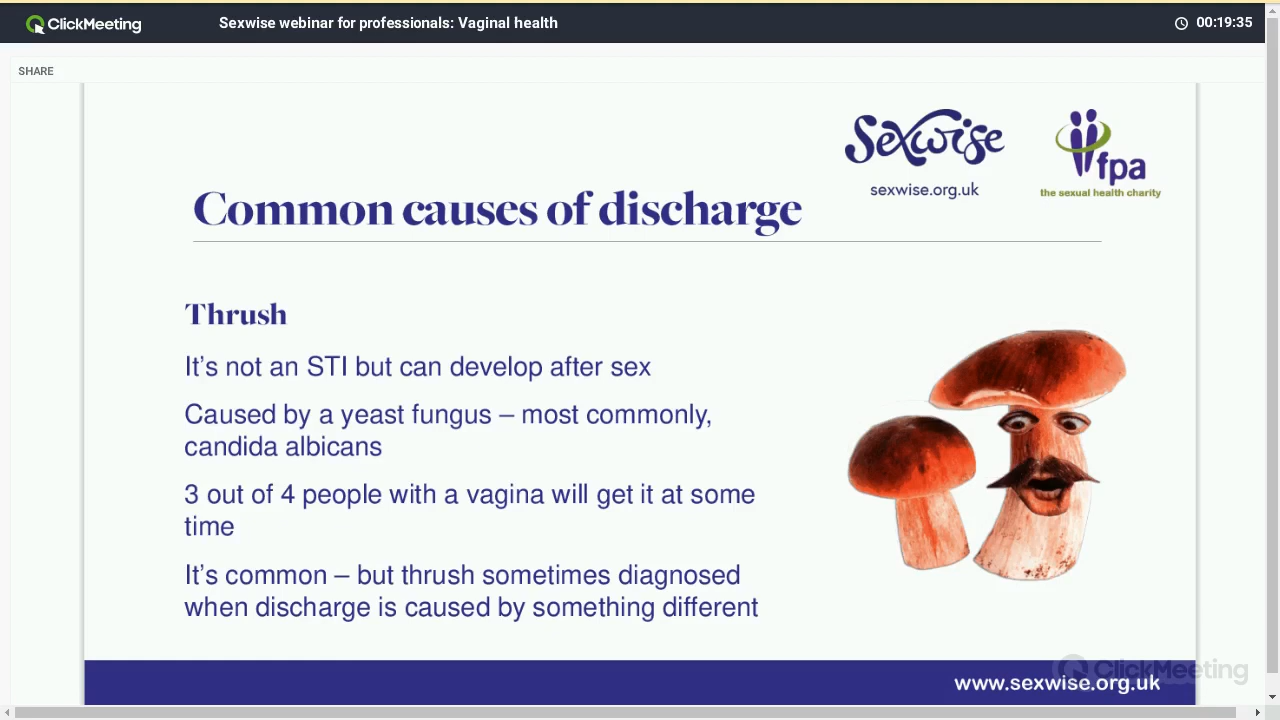 ClickMeeting
Sexwise webinar for professionals: Vaginal health
00:19:35
SHARE
Sexwise
sexwise.org.uk
fpa
the sexual health charity
Common causes of discharge
Thrush
It's not an STI but can develop after sex
Caused by a yeast fungus – most commonly,
candida albicans
3 out of 4 people with a vagina will get it at some
time
It's common – but thrush sometimes diagnosed
when discharge is caused by something different
ClickMeeting
www.sexwise.org.uk